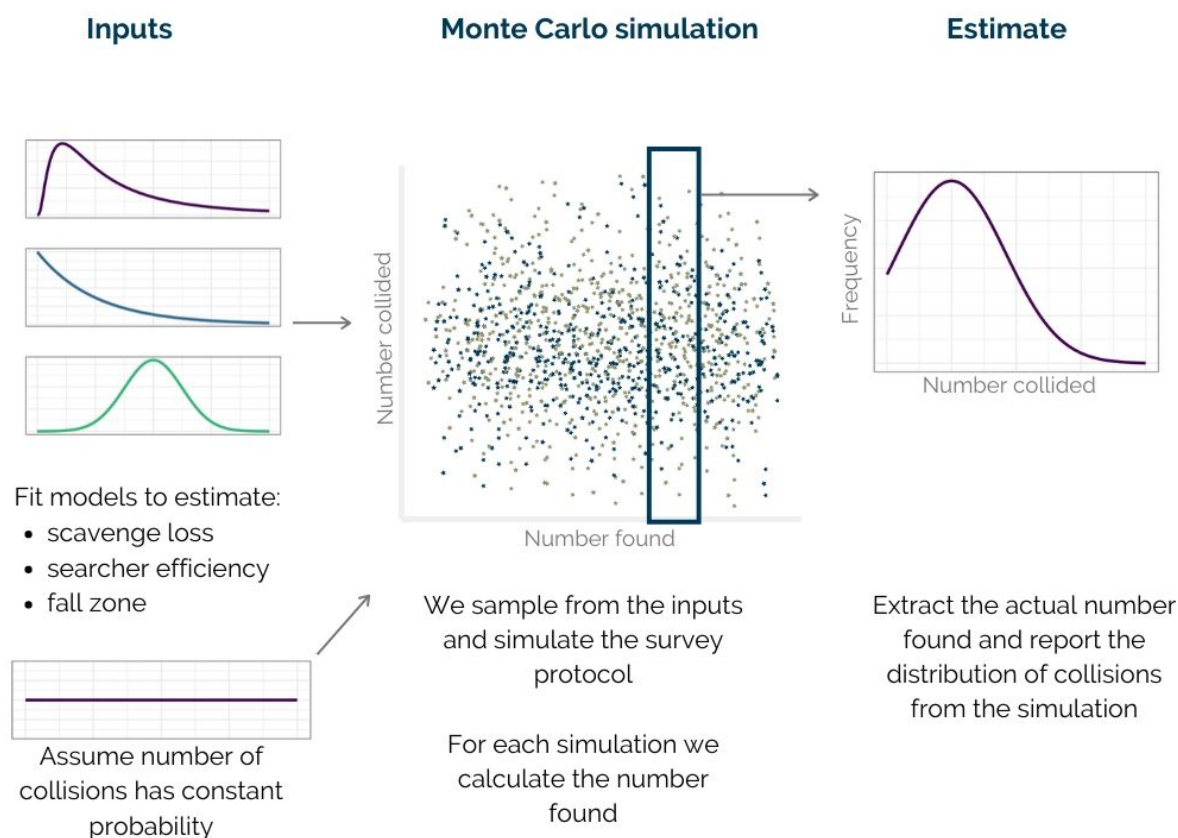 Inputs
Monte Carlo simulation
Estimate
Fit models to estimate:
• scavenge loss
• searcher efficiency
• fall zone
Assume number of
collisions has constant
probability
Number collided
Number found
We sample from the inputs
and simulate the survey
protocol
For each simulation we
calculate the number
found
Frequency
Number collided
Extract the actual number
found and report the
distribution of collisions
from the simulation